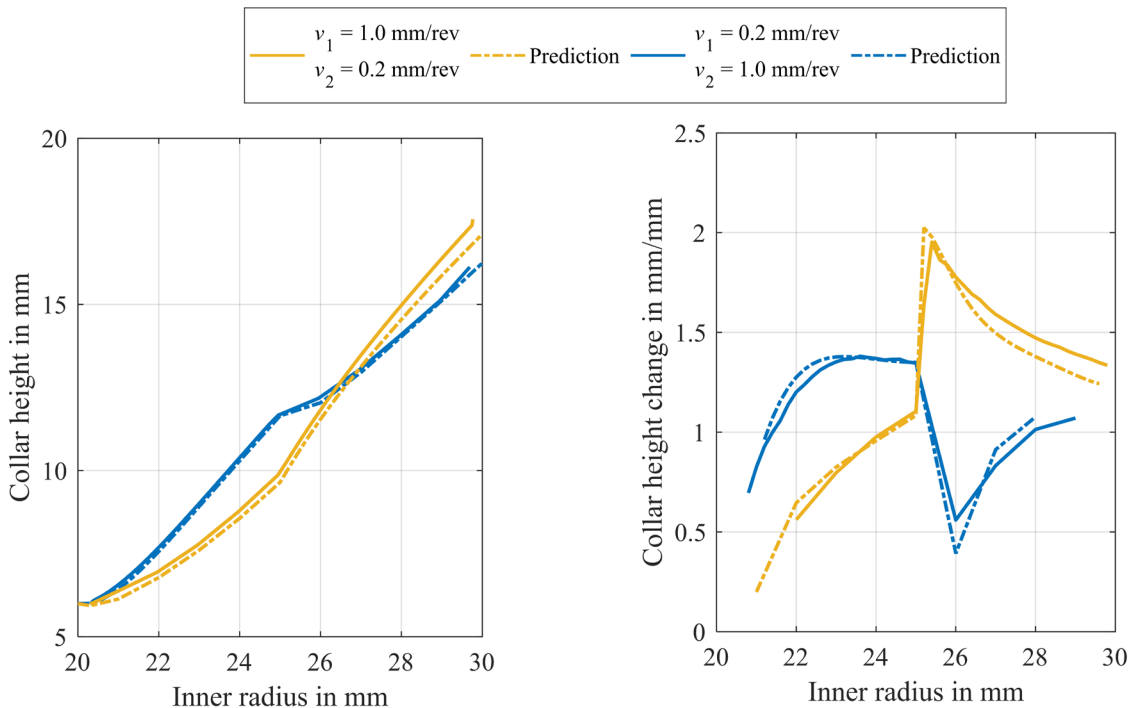 v1 = 1.0 mm/rev
v2 = 0.2 mm/rev
Prediction
v1 = 0.2 mm/rev
v2 = 1.0 mm/rev
Prediction
20
15
10
5
20 22 24 26 28 30
Inner radius in mm
Collar height in mm
2.5
2
1.5
1
0.5
0
20 22 24 26 28 30
Inner radius in mm
Collar height change in mm/mm